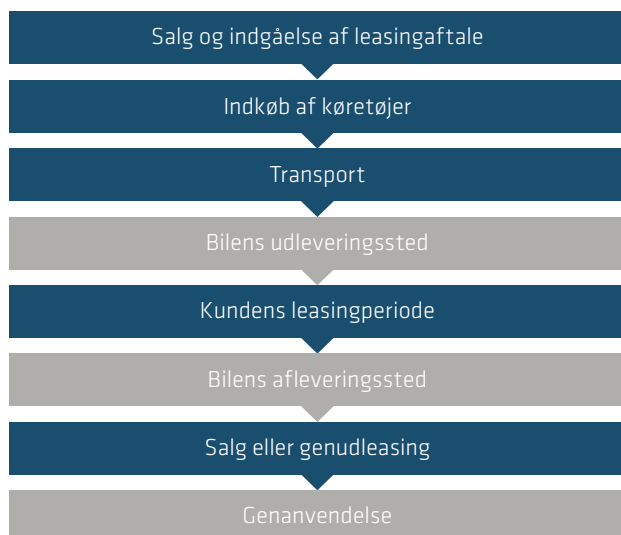 Salg og indgåelse af leasingaftale
Indkøb af køretøjer
Transport
Bilens udleveringssted
Kundens leasingperiode
Bilens afleveringssted
Salg eller genudleasing
Genanvendelse